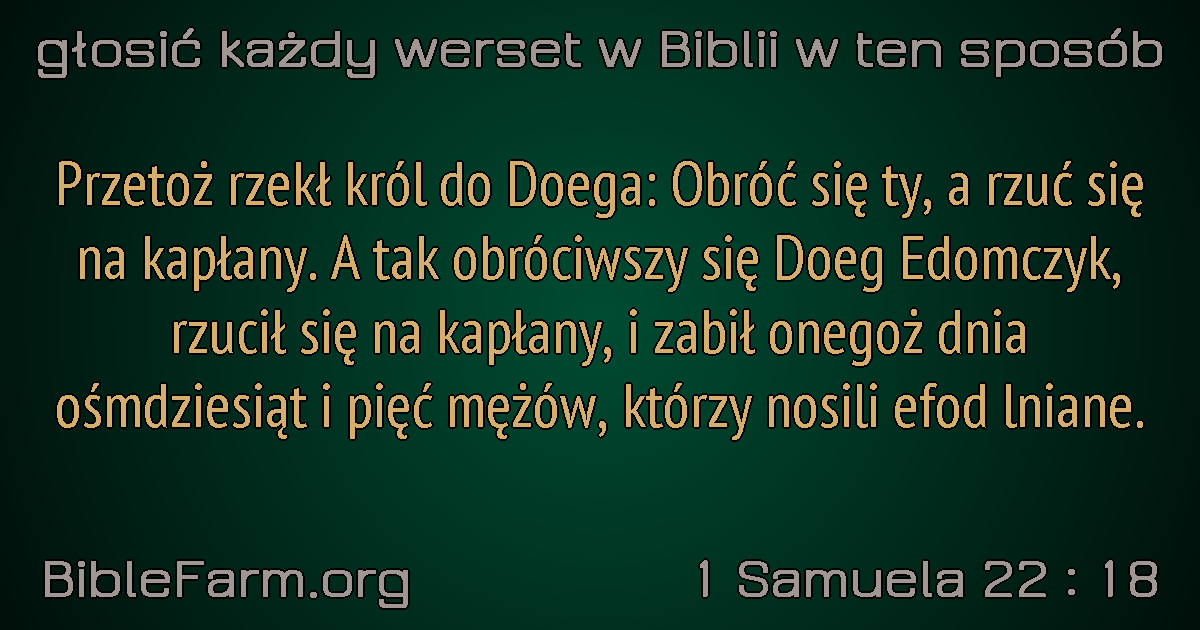 głosić każdy werset w Biblii w ten sposób
Przetoż rzekł król do Doega: Obróć się ty, a rzuć się
na kapłany. A tak obróciwszy się Doeg Edomczyk,
rzucił się na kapłany, i zabił onegoż dnia
ośmdziesiąt i pięć mężów, którzy nosili efod lniane.
BibleFarm.org
1 Samuela 22 : 18